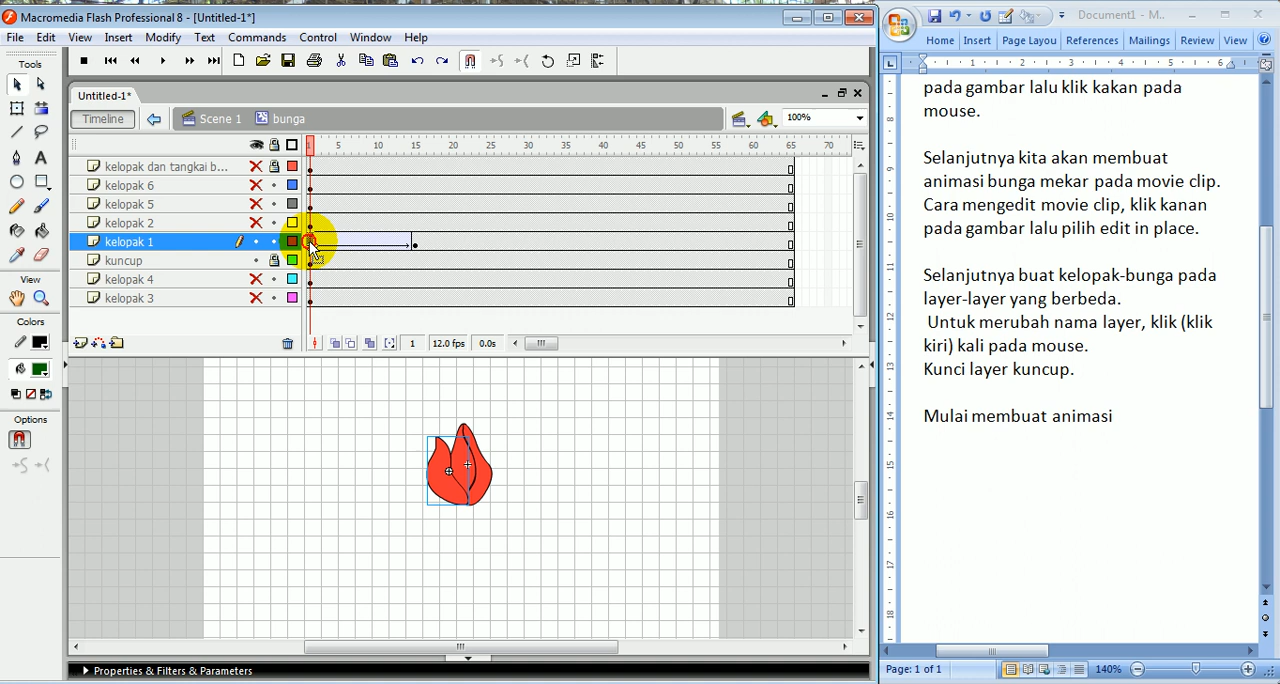 Macromedia Flash Professional 8 - [Untitled-1*]
File Edit View Insert Modify Text Commands Control Window Help
Tools
Untitled-1*
Timeline Scene 1 bunga 100%
1 5 10 15 20 25 30 35 40 45 50 55 60 65 70
kelopak dan tangkai b...
kelopak 6
kelopak 5
kelopak 2
kelopak 1
kuncup
kelopak 4
kelopak 3
1 12.0 fps 0.0s
View
Colors
Options
Properties & Filters & Parameters
Document1 - M...
Home Insert Page Layou References Mailings Review View
1 2 3 4 5 6
pada gambar lalu klik kakan pada
mouse.
Selanjutnya kita akan membuat
animasi bunga mekar pada movie clip.
Cara mengedit movie clip, klik kanan
pada gambar lalu pilih edit in place.
Selanjutnya buat kelopak-bunga pada
layer-layer yang berbeda.
Untuk merubah nama layer, klik (klik
kiri) kali pada mouse.
Kunci layer kuncup.
Mulai membuat animasi
Page: 1 of 1 140%